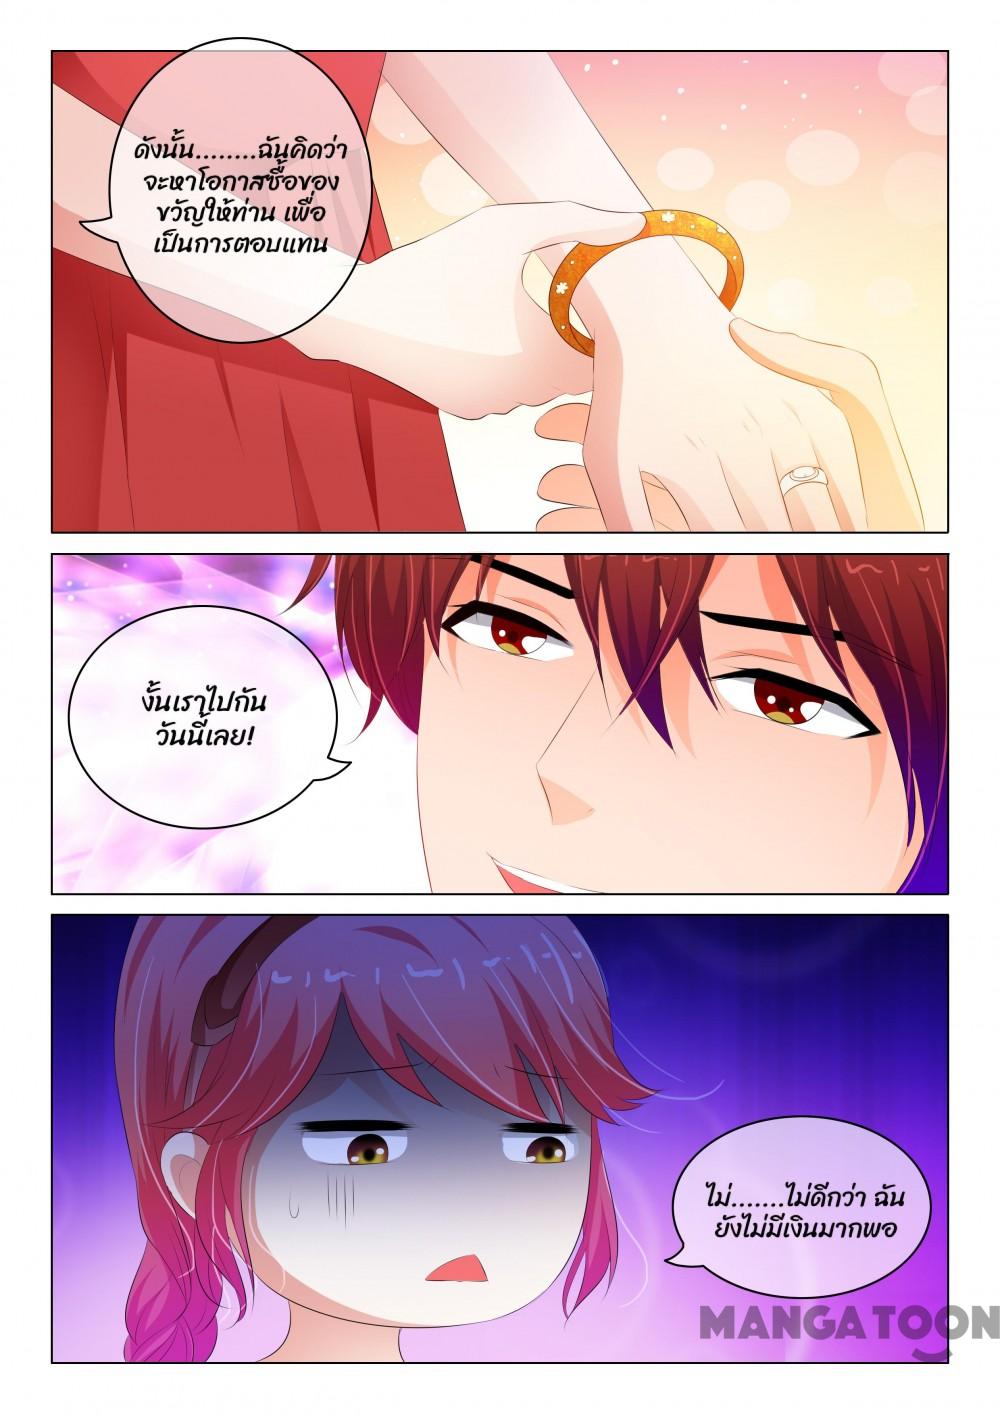 ดังนั้น........ฉันคิดว่า
จะหาโอกาสซื้อของ
ขวัญให้ท่าน เพื่อ
เป็นการตอบแทน
งั้นเราไปกัน
วันนี้เลย!
ไม่.......ไม่ดีกว่า ฉัน
ยังไม่มีเงินมากพอ
MANGA TOON